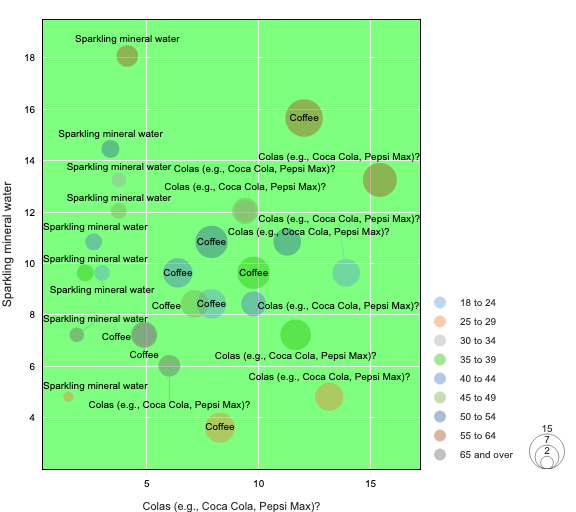 Sparkling mineral water
18
16
Coffee
Sparkling mineral water
14
Colas (e.g., Coca Cola, Pepsi Max)?
Sparkling mineral water
Colas (e.g., Coca Cola, Pepsi Max)?
Colas (e.g., Coca Cola, Pepsi Max)?
Sparkling mineral water
12
Colas (e.g., Coca Cola, Pepsi Max)?
Sparkling mineral water
Colas (e.g., Coca Cola, Pepsi Max)?
10
Coffee
Sparkling mineral water
Coffee
Coffee
Sparkling mineral water
8
Coffee
Coffee
Colas (e.g., Coca Cola, Pepsi Max)?
Sparkling mineral water
Coffee
Coffee
Colas (e.g., Coca Cola, Pepsi Max)?
6
Colas (e.g., Coca Cola, Pepsi Max)?
Sparkling mineral water
Colas (e.g., Coca Cola, Pepsi Max)?
4
Coffee
5
10
15
Colas (e.g., Coca Cola, Pepsi Max)?
Sparkling mineral water
18 to 24
25 to 29
30 to 34
35 to 39
40 to 44
45 to 49
50 to 54
55 to 64
65 and over
15
7
2